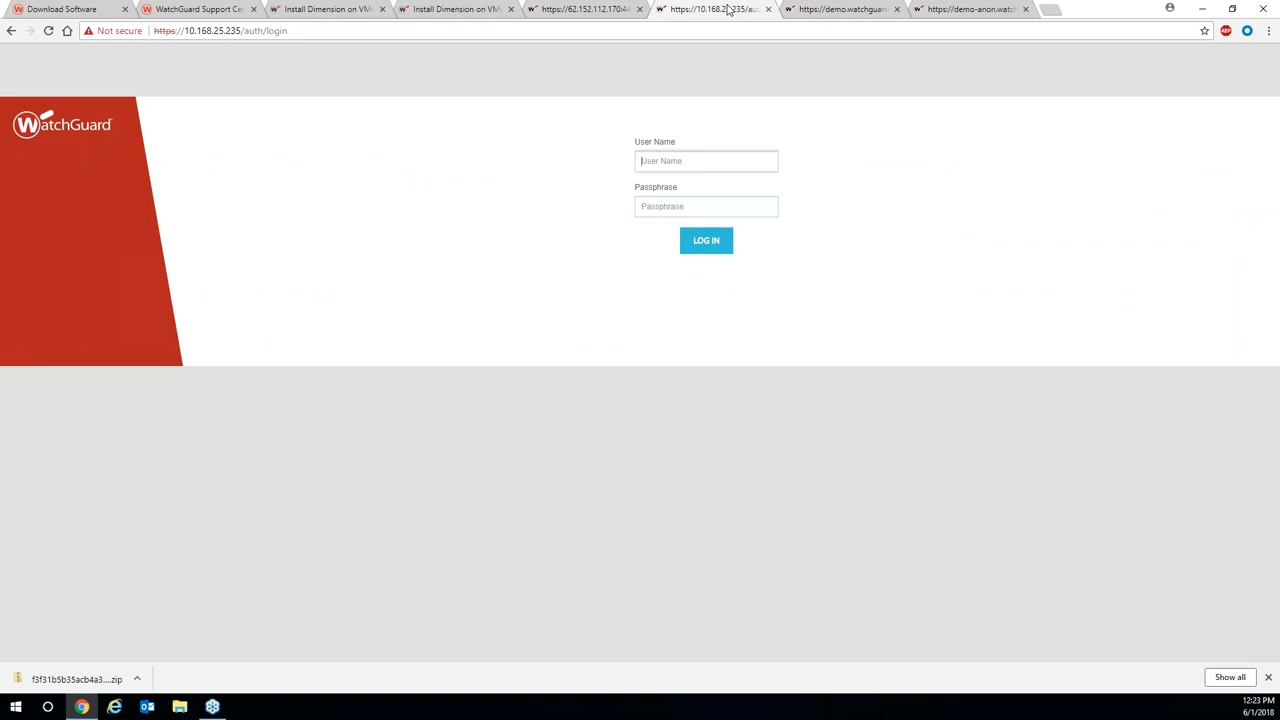 Download Software
WatchGuard Support Ce
Install Dimension on VM
Install Dimension on VM
https://62.152.112.170:4
https://10.168.25.235/aut
https://demo.watchguar
https://demo-anon.watch
Not secure
https://10.168.25.235/auth/login
ABP
WatchGuard
User Name
User Name
Passphrase
Passphrase
LOG IN
f3f31b5b35acb4a3....zip
Show all
12:23 PM
6/1/2018